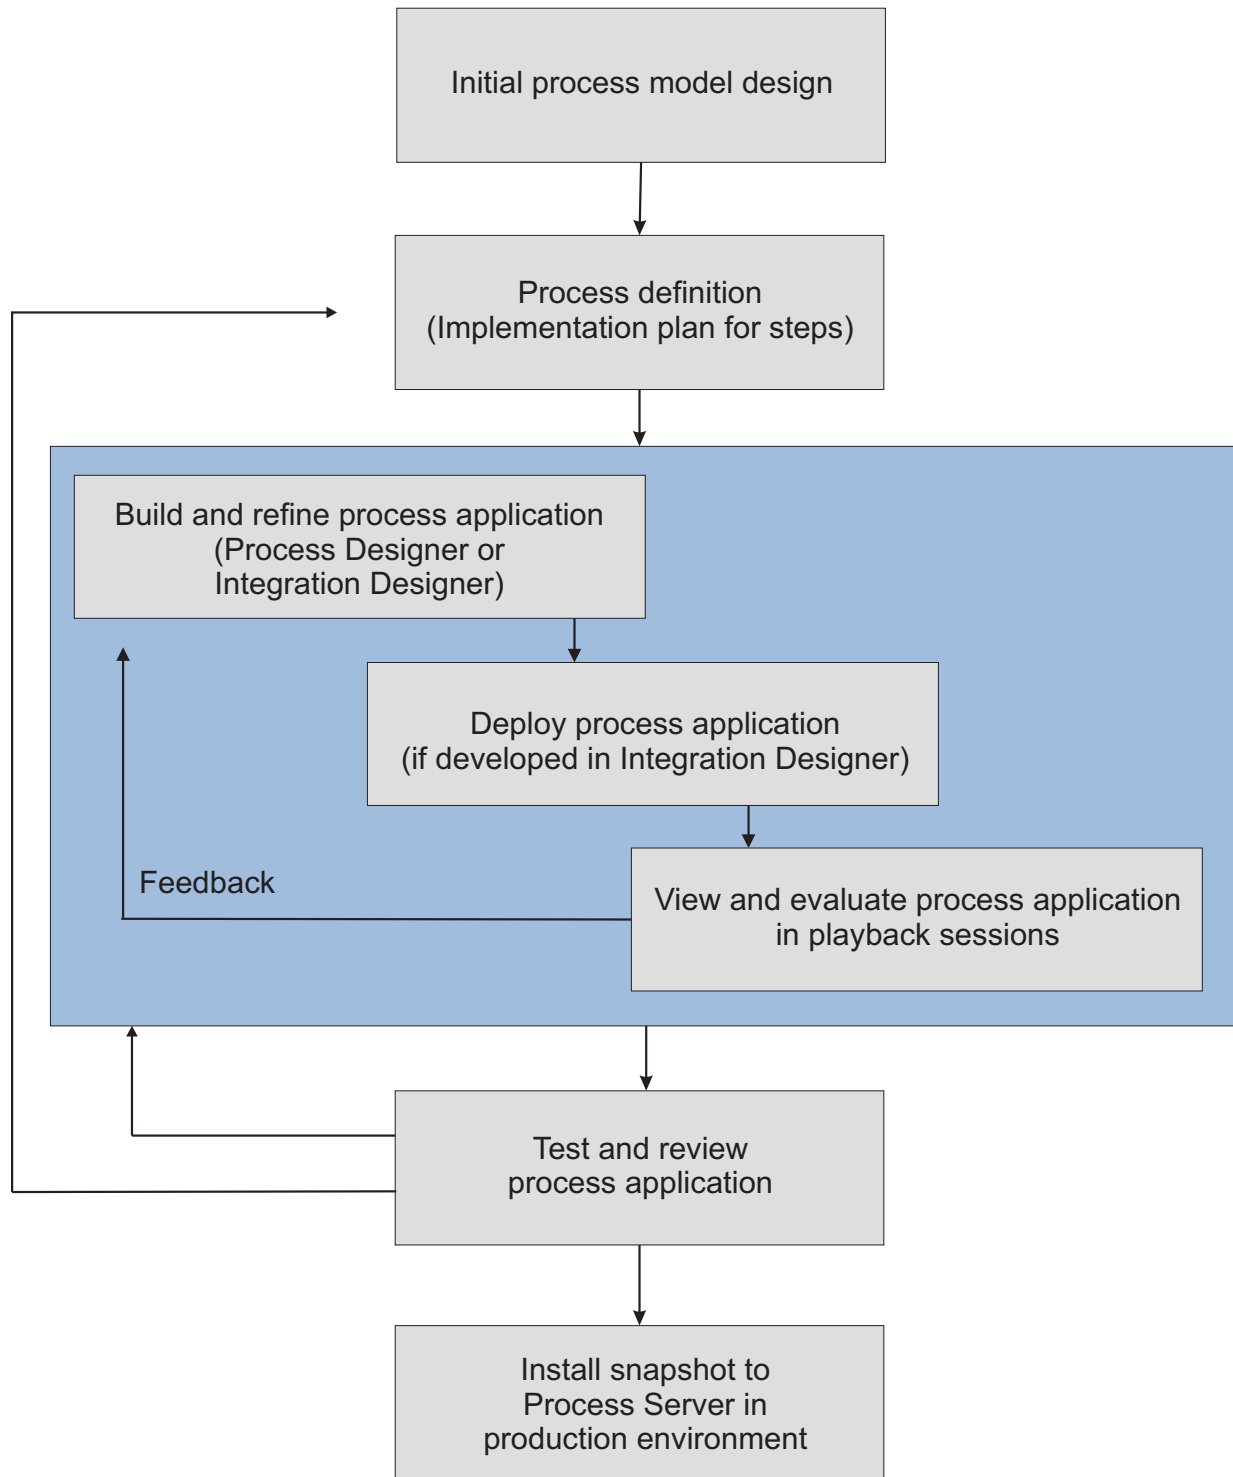 Initial process model design
Process definition
(Implementation plan for steps)
Build and refine process application
(Process Designer or
Integration Designer)
Deploy process application
(if developed in Integration Designer)
Feedback
View and evaluate process application
in playback sessions
Test and review
process application
Install snapshot to
Process Server in
production environment